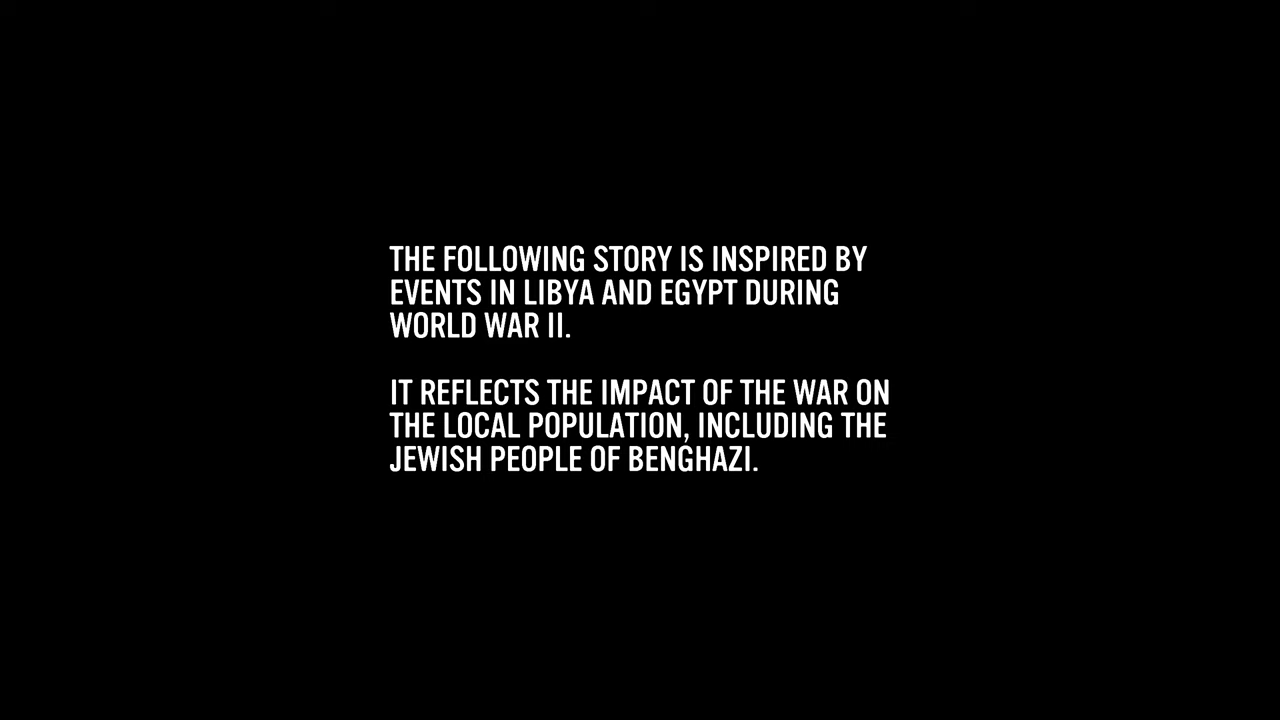 THE FOLLOWING STORY IS INSPIRED BY
EVENTS IN LIBYA AND EGYPT DURING
WORLD WAR II.
IT REFLECTS THE IMPACT OF THE WAR ON
THE LOCAL POPULATION, INCLUDING THE
JEWISH PEOPLE OF BENGHAZI.